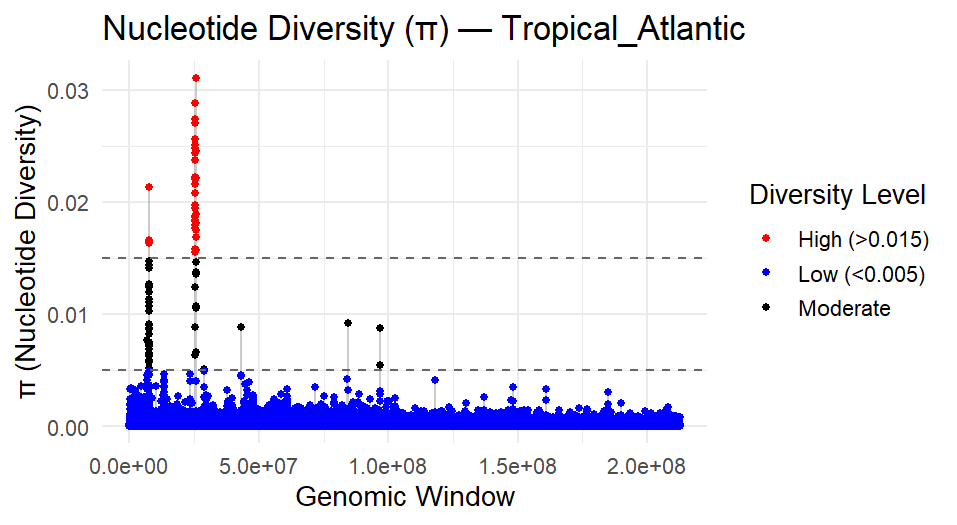 Nucleotide Diversity (π) — Tropical_Atlantic
π (Nucleotide Diversity)
0.03
0.02
0.01
0.00
0.0e+00 5.0e+07 1.0e+08 1.5e+08 2.0e+08
Genomic Window
Diversity Level
High (>0.015)
Low (<0.005)
Moderate